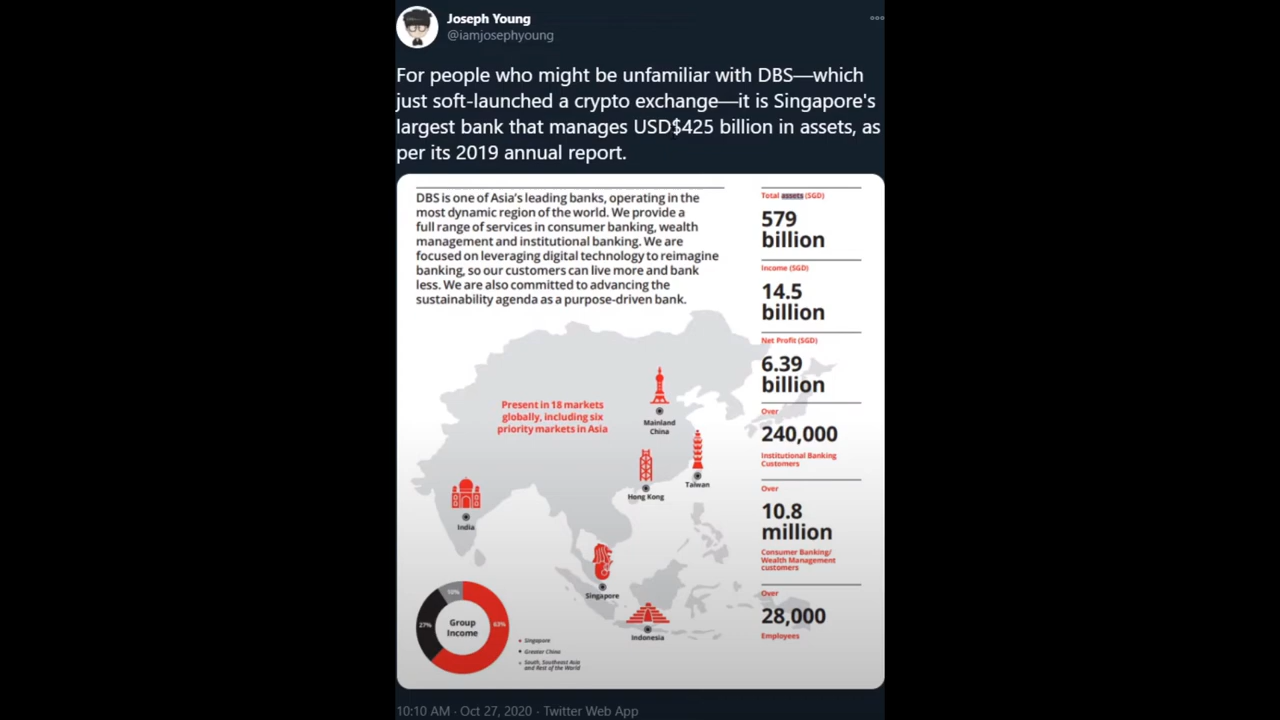 Joseph Young
@iamjosephyoung
For people who might be unfamiliar with DBS—which
just soft-launched a crypto exchange—it is Singapore's
largest bank that manages USD$425 billion in assets, as
per its 2019 annual report.
DBS is one of Asia's leading banks, operating in the
most dynamic region of the world. We provide a
full range of services in consumer banking, wealth
management and institutional banking. We are
focused on leveraging digital technology to reimagine
banking, so our customers can live more and bank
less. We are also committed to advancing the
sustainability agenda as a purpose-driven bank.
Total assets (SGD)
579
billion
Income (SGD)
14.5
billion
Net Profit (SGD)
6.39
billion
Over
240,000
Institutional Banking
Customers
Over
10.8
million
Consumer Banking/
Wealth Management
customers
Over
28,000
Employees
Present in 18 markets
globally, including six
priority markets in Asia
Mainland
China
Taiwan
Hong Kong
India
Singapore
Indonesia
10%
27%
63%
Group
Income
Singapore
Greater China
South, Southeast Asia
and Rest of the World
10:10 AM · Oct 27, 2020 · Twitter Web App